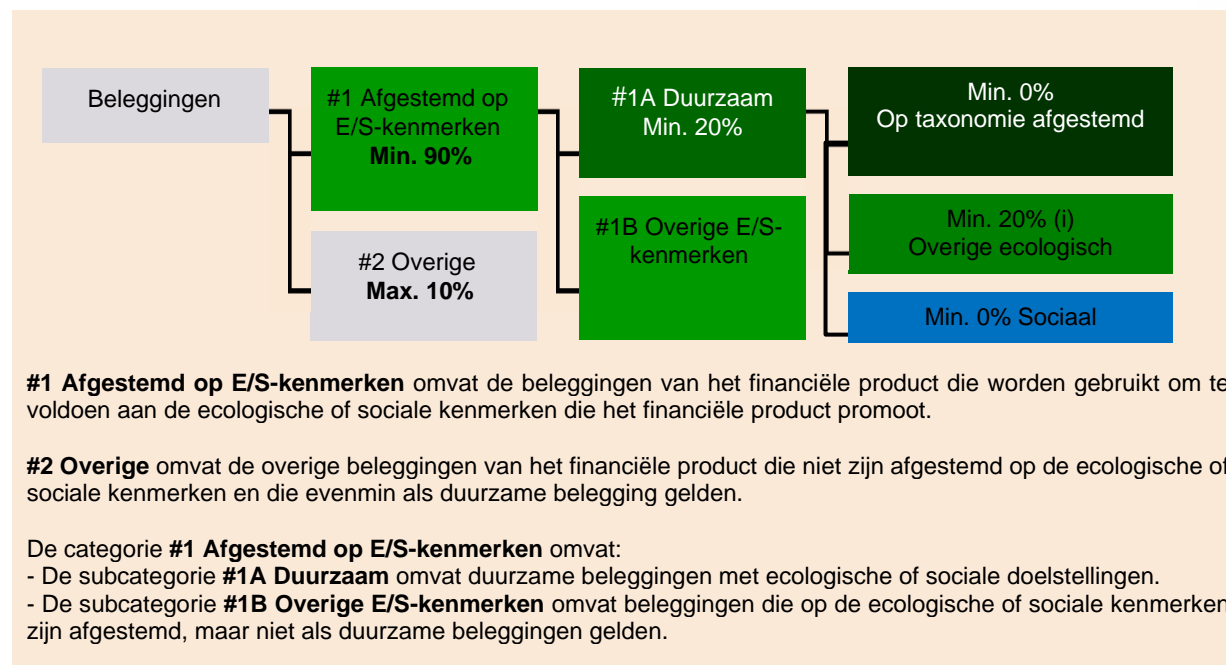 Beleggingen
#1 Afgestemd op
E/S-kenmerken
Min. 90%
#2 Overige
Max. 10%
#1A Duurzaam
Min. 20%
#1B Overige E/S-
kenmerken
Min. 0%
Op taxonomie afgestemd
Min. 20% (i)
Overige ecologisch
Min. 0% Sociaal
#1 Afgestemd op E/S-kenmerken omvat de beleggingen van het financiële product die worden gebruikt om te
voldoen aan de ecologische of sociale kenmerken die het financiële product promoot.
#2 Overige omvat de overige beleggingen van het financiële product die niet zijn afgestemd op de ecologische of
sociale kenmerken en die evenmin als duurzame belegging gelden.
De categorie #1 Afgestemd op E/S-kenmerken omvat:
- De subcategorie #1A Duurzaam omvat duurzame beleggingen met ecologische of sociale doelstellingen.
- De subcategorie #1B Overige E/S-kenmerken omvat beleggingen die op de ecologische of sociale kenmerken
zijn afgestemd, maar niet als duurzame beleggingen gelden.